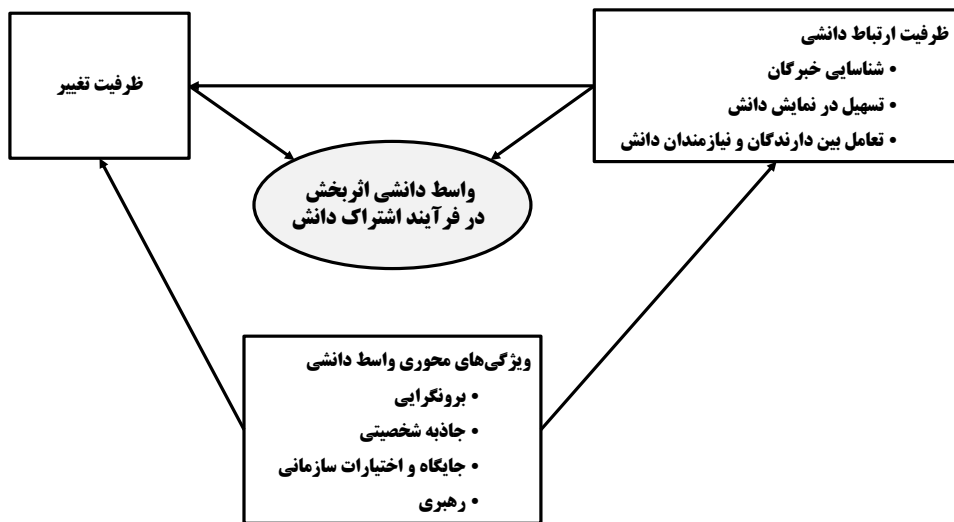 ظرفیت ارتباط دانشی
• شناسایی خبرگان
• تسهیل در نمایش دانش
• تعامل بین دارندگان و نیازمندان دانش
ظرفیت تغییر
واسط دانشی اثربخش
در فرآیند اشتراک دانش
ویژگی‌های محوری واسط دانشی
• برونگرایی
• جاذبه شخصیتی
• جایگاه و اختیارات سازمانی
• رهبری